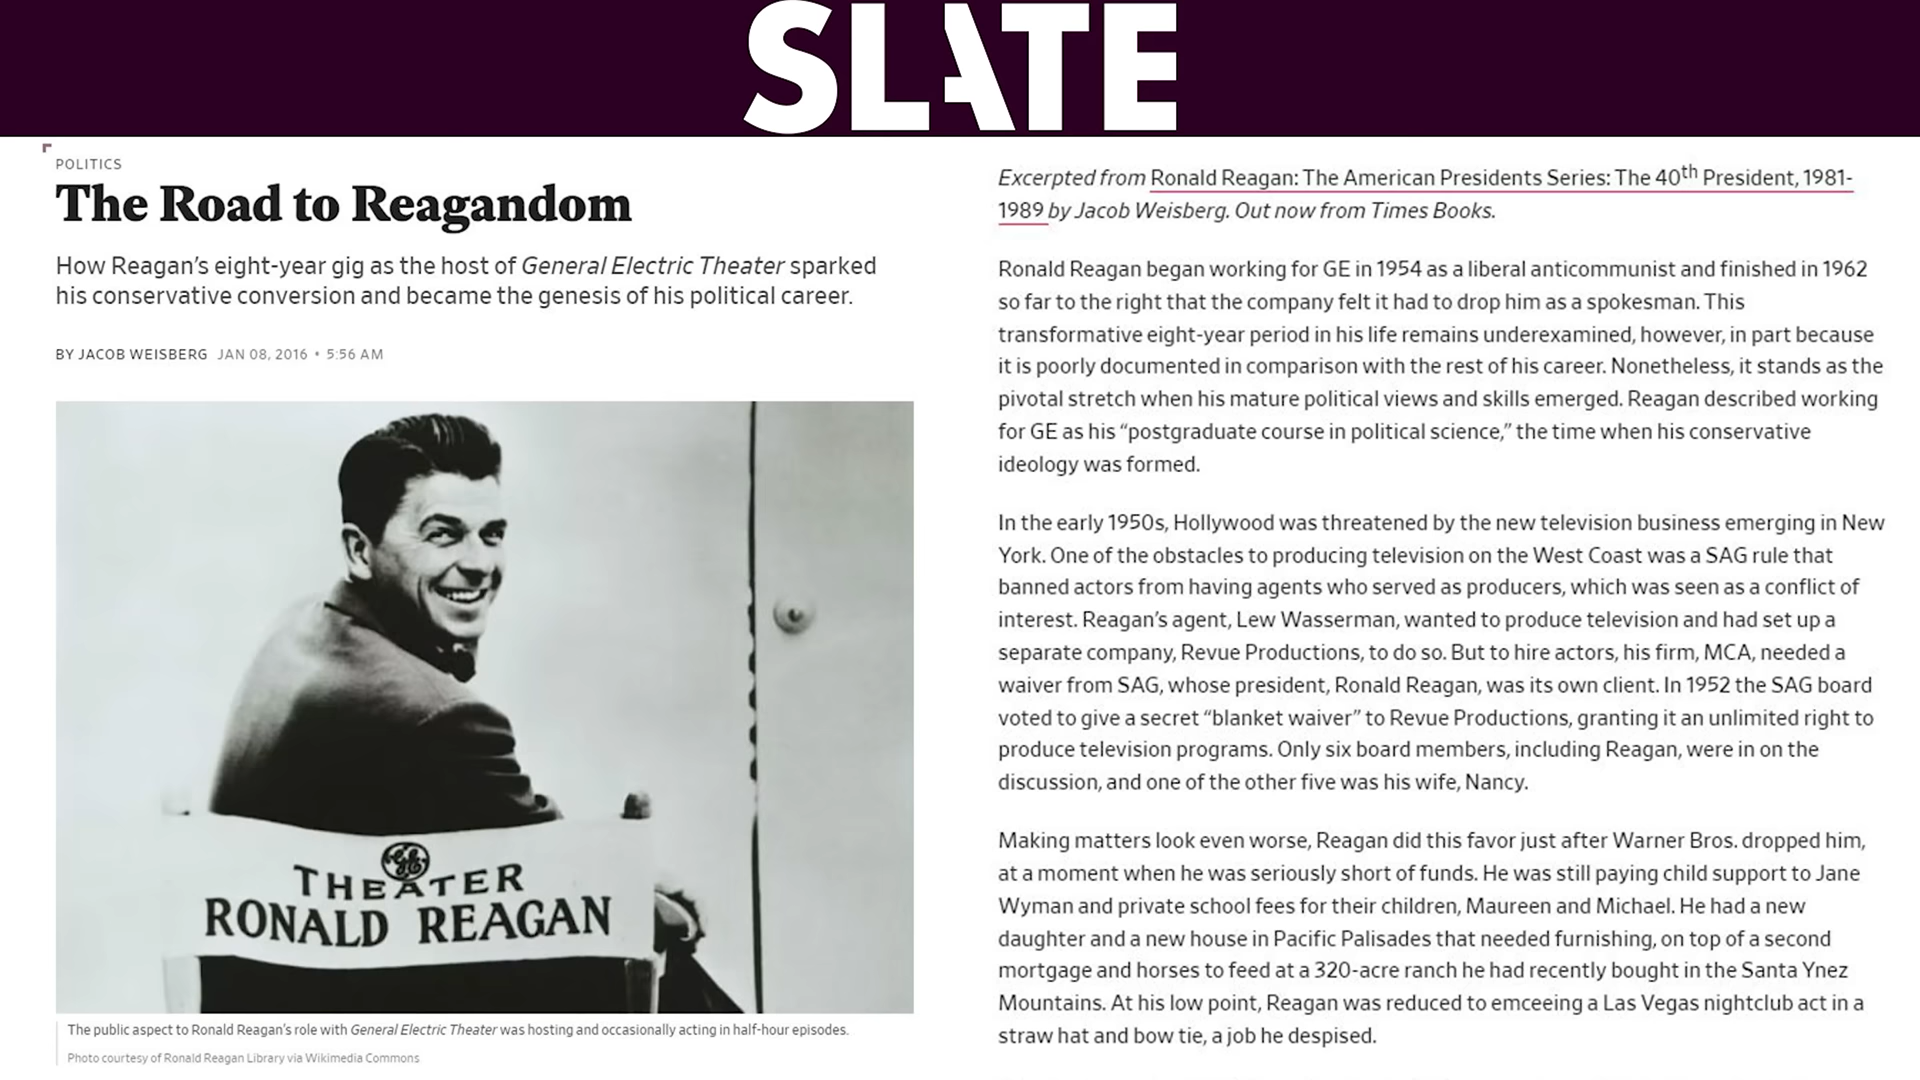 SLATE
POLITICS
The Road to Reagandom
How Reagan's eight-year gig as the host of General Electric Theater sparked
his conservative conversion and became the genesis of his political career.
BY JACOB WEISBERG JAN 08, 2016 • 5:56 AM
GE
THEATER
RONALD REAGAN
The public aspect to Ronald Reagan's role with General Electric Theater was hosting and occasionally acting in half-hour episodes.
Photo courtesy of Ronald Reagan Library via Wikimedia Commons
Excerpted from Ronald Reagan: The American Presidents Series: The 40th President, 1981-
1989 by Jacob Weisberg. Out now from Times Books.
Ronald Reagan began working for GE in 1954 as a liberal anticommunist and finished in 1962
so far to the right that the company felt it had to drop him as a spokesman. This
transformative eight-year period in his life remains underexamined, however, in part because
it is poorly documented in comparison with the rest of his career. Nonetheless, it stands as the
pivotal stretch when his mature political views and skills emerged. Reagan described working
for GE as his “postgraduate course in political science,” the time when his conservative
ideology was formed.
In the early 1950s, Hollywood was threatened by the new television business emerging in New
York. One of the obstacles to producing television on the West Coast was a SAG rule that
banned actors from having agents who served as producers, which was seen as a conflict of
interest. Reagan's agent, Lew Wasserman, wanted to produce television and had set up a
separate company, Revue Productions, to do so. But to hire actors, his firm, MCA, needed a
waiver from SAG, whose president, Ronald Reagan, was its own client. In 1952 the SAG board
voted to give a secret “blanket waiver” to Revue Productions, granting it an unlimited right to
produce television programs. Only six board members, including Reagan, were in on the
discussion, and one of the other five was his wife, Nancy.
Making matters look even worse, Reagan did this favor just after Warner Bros. dropped him,
at a moment when he was seriously short of funds. He was still paying child support to Jane
Wyman and private school fees for their children, Maureen and Michael. He had a new
daughter and a new house in Pacific Palisades that needed furnishing, on top of a second
mortgage and horses to feed at a 320-acre ranch he had recently bought in the Santa Ynez
Mountains. At his low point, Reagan was reduced to emceeing a Las Vegas nightclub act in a
straw hat and bow tie, a job he despised.